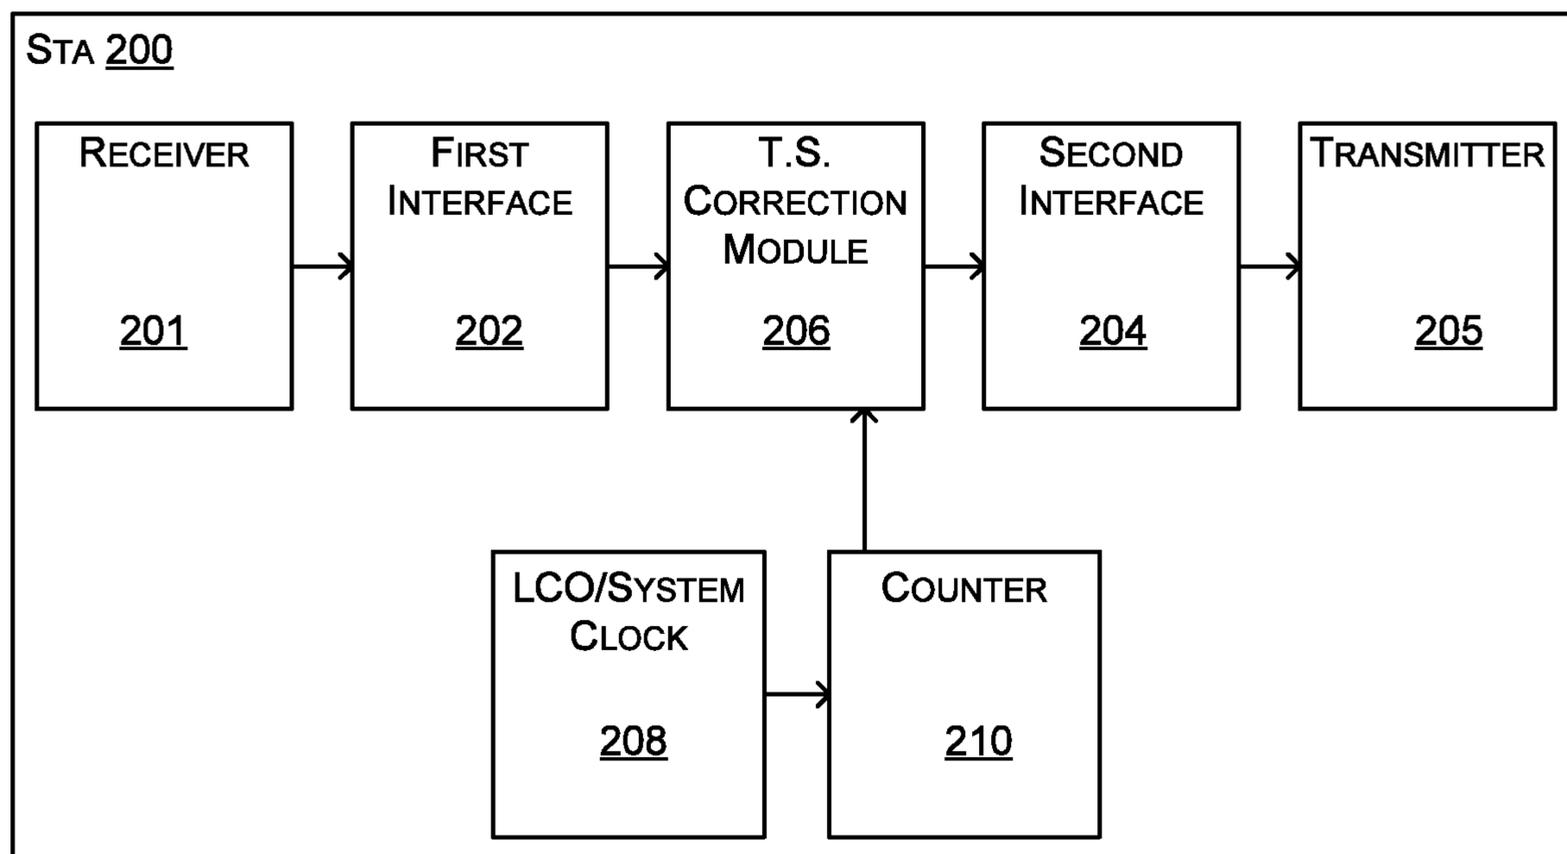 STA 200
RECEIVER
201
FIRST
INTERFACE
202
T.S.
CORRECTION
MODULE
206
SECOND
INTERFACE
204
TRANSMITTER
205
LCO/SYSTEM
CLOCK
208
COUNTER
210